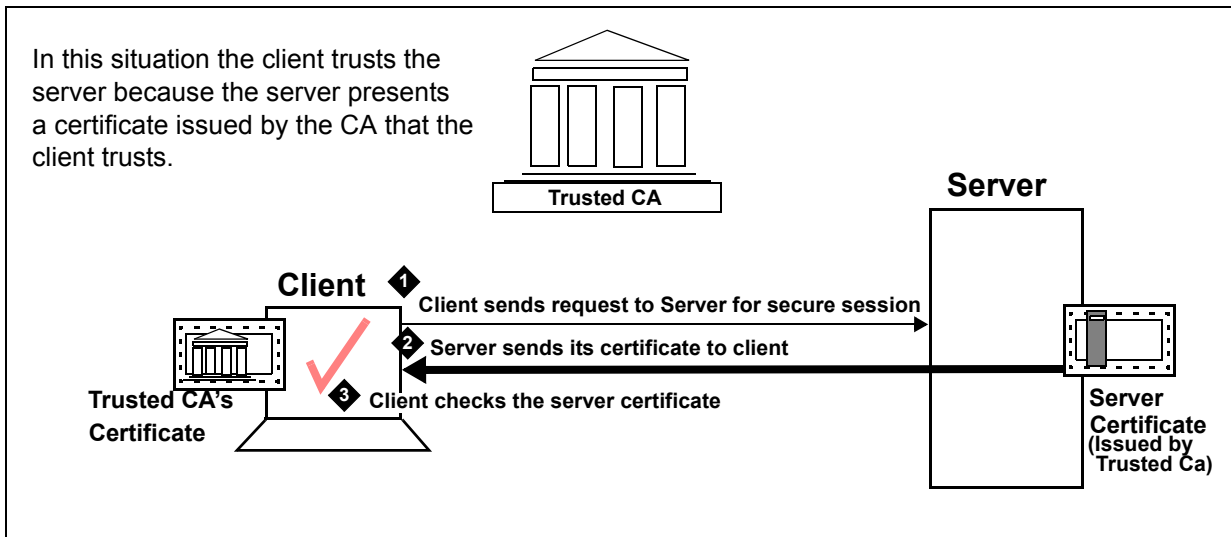 In this situation the client trusts the
server because the server presents
a certificate issued by the CA that the
client trusts.
Trusted CA
Server
Client
1
Client sends request to Server for secure session
2
Server sends its certificate to client
3
Client checks the server certificate
Trusted CA's
Certificate
Server
Certificate
(Issued by
Trusted Ca)